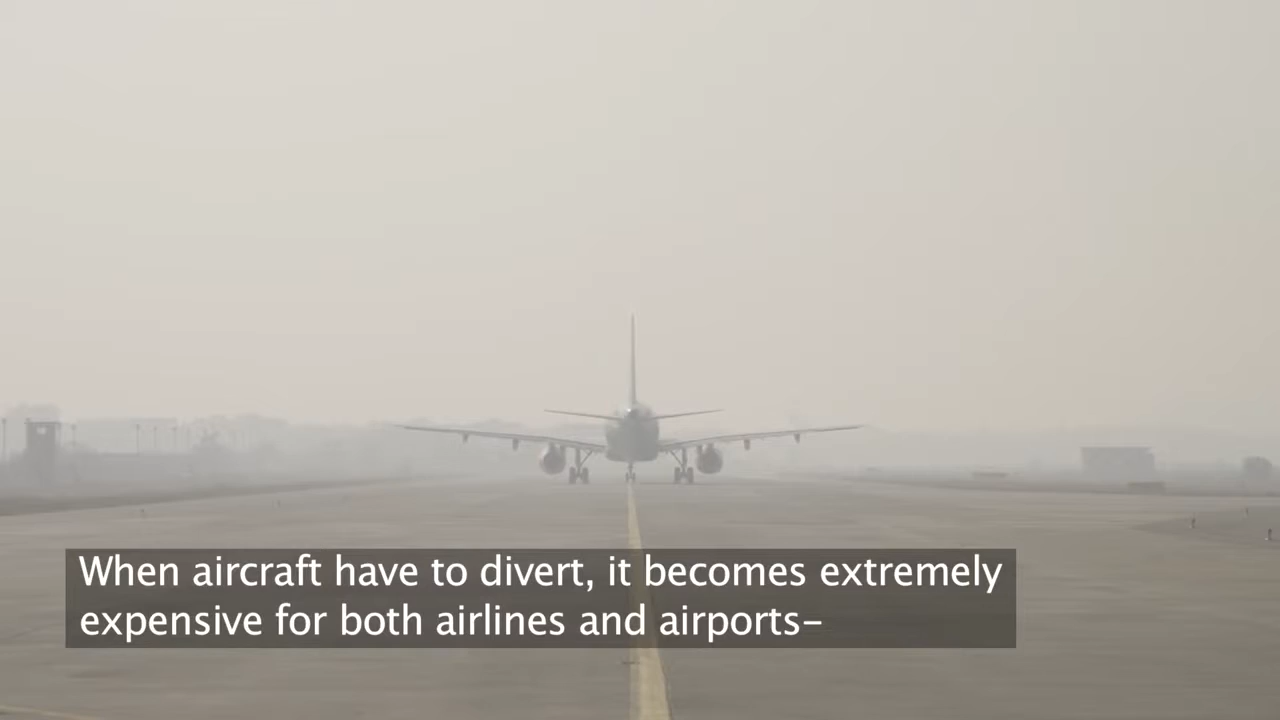 When aircraft have to divert, it becomes extremely
expensive for both airlines and airports-